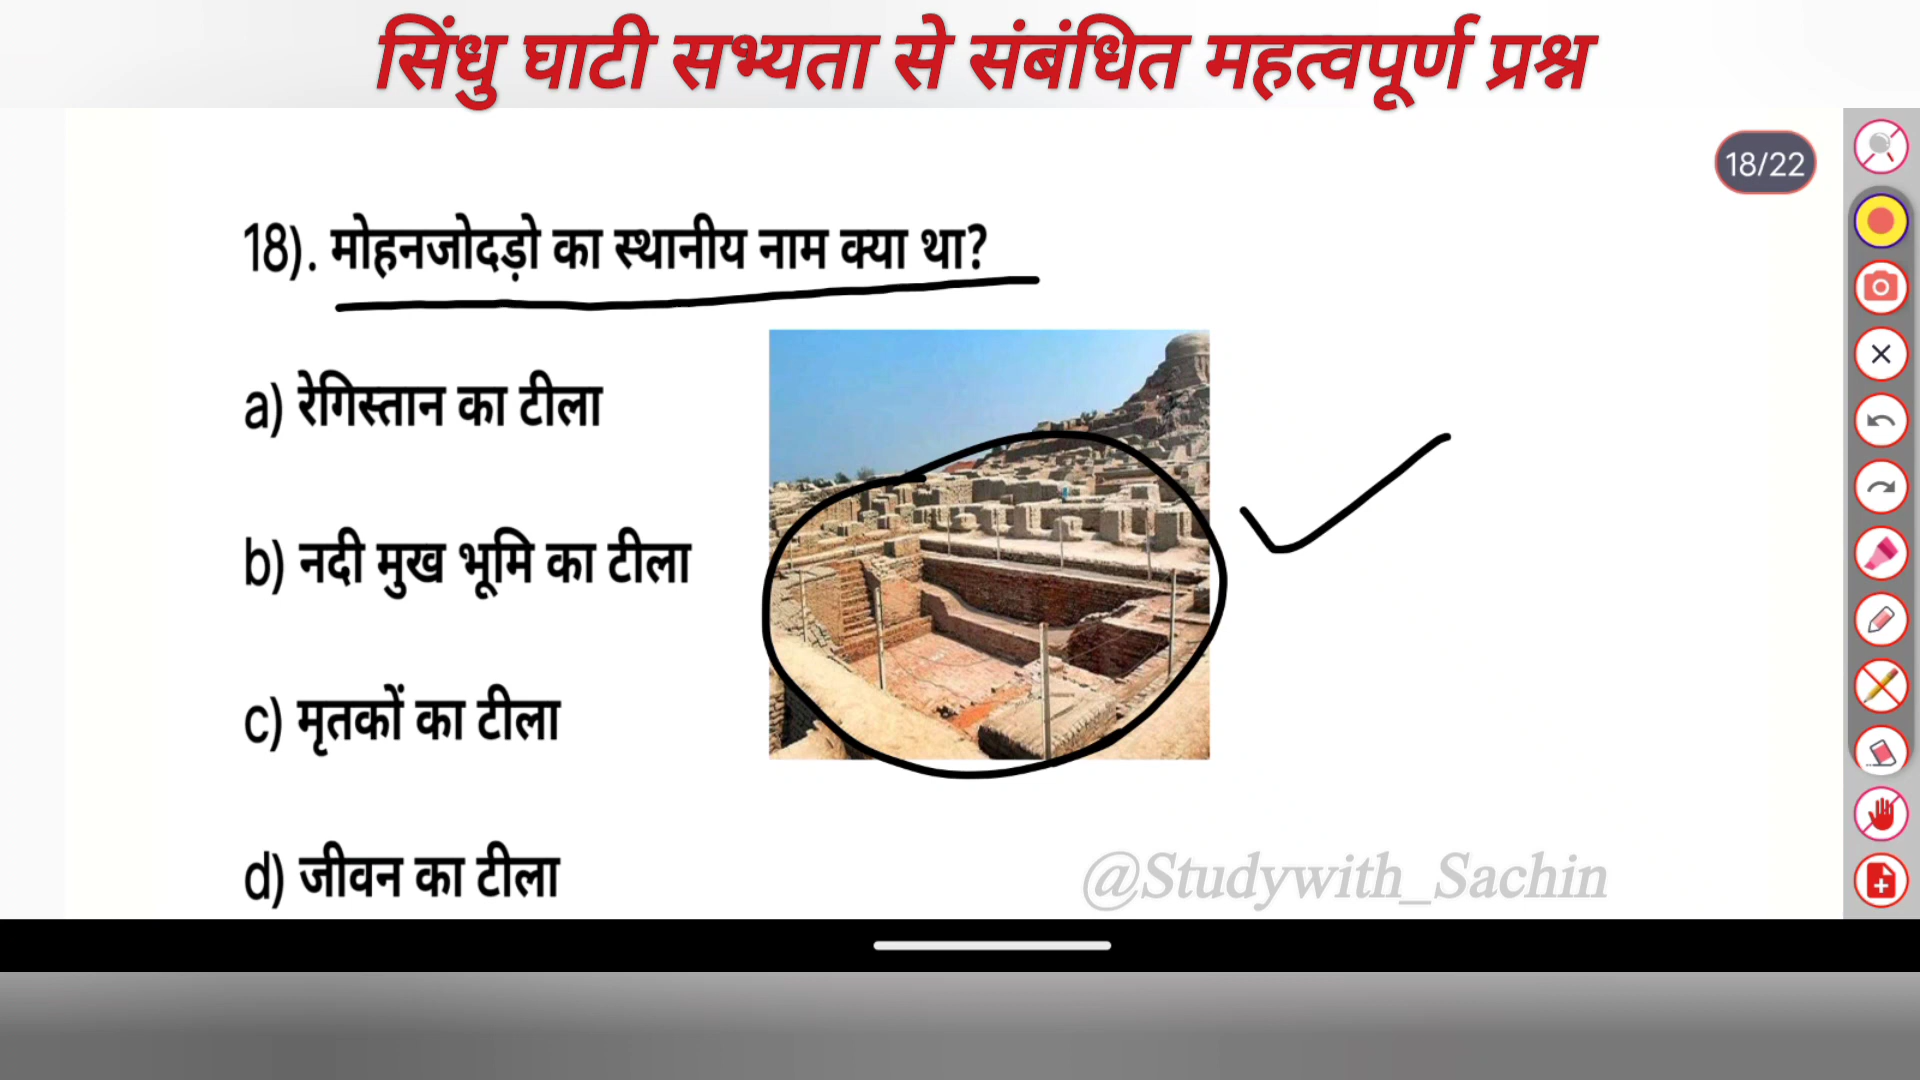 सिंधु घाटी सभ्यता से संबंधित महत्वपूर्ण प्रश्न
18/22
18). मोहनजोदड़ो का स्थानीय नाम क्या था?
a) रेगिस्तान का टीला
b) नदी मुख भूमि का टीला
c) मृतकों का टीला
d) जीवन का टीला
@Studywith_Sachin